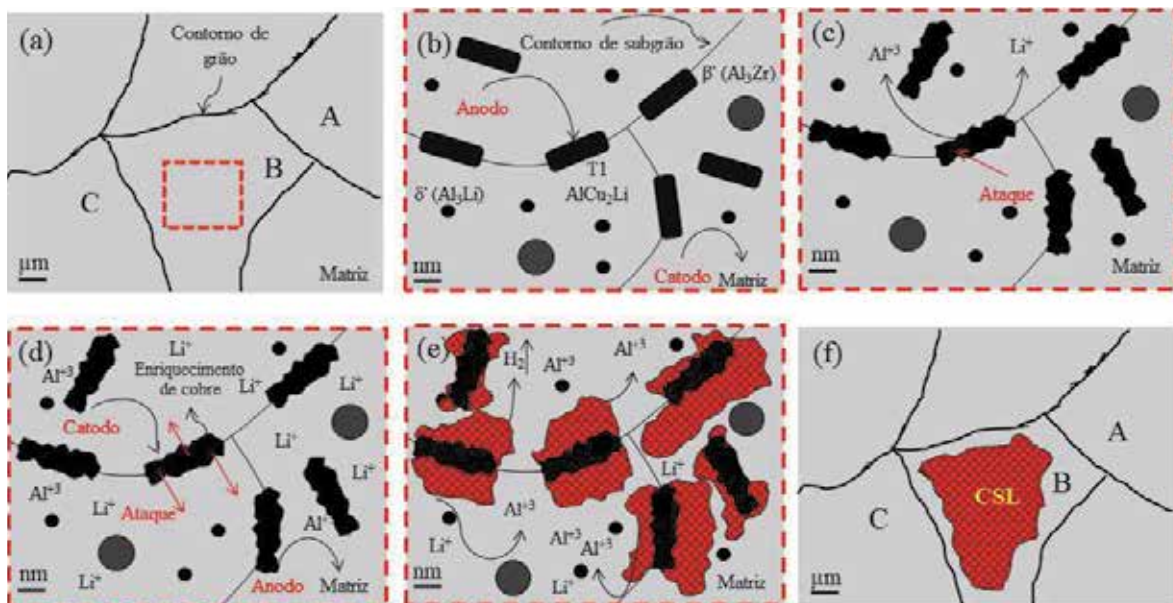 (a)
Contorno de
grão
A
B
C
µm
Matriz
(b)
Contorno de subgrão
β' (Al₃Zr)
Anodo
T1
AlCu₂Li
δ' (Al₃Li)
Catodo
nm
Matriz
(c)
Al⁺³
Li⁺
Ataque
nm
Matriz
(d)
Li⁺
Al⁺³
Enriquecimento
de cobre
Li⁺
Li⁺
Catodo
Li⁺
Li⁺
Al⁺³
Li⁺
Ataque
Al⁺
Li⁺
nm
Anodo
Matriz
(e)
H₂
Al⁺³
Al⁺³
Li⁺
Al⁺³
Li⁺
Al⁺³
Al⁺³
Li⁺
nm
Matriz
(f)
A
CSL
B
C
µm